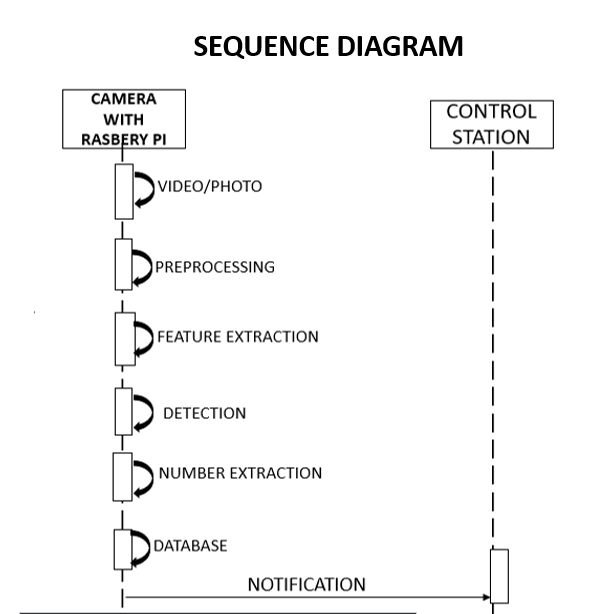 SEQUENCE DIAGRAM
CAMERA
WITH
RASBERY PI
CONTROL
STATION
VIDEO/PHOTO
PREPROCESSING
FEATURE EXTRACTION
DETECTION
NUMBER EXTRACTION
DATABASE
NOTIFICATION